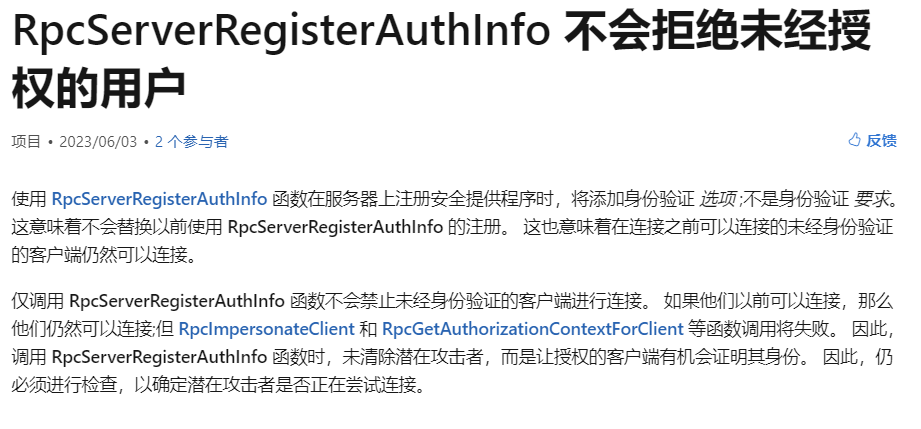 RpcServerRegisterAuthInfo 不会拒绝未经授
权的用户
项目 • 2023/06/03 • 2 个参与者
反馈
使用 RpcServerRegisterAuthInfo 函数在服务器上注册安全提供程序时，将添加身份验证 选项 ;不是身份验证 要求。
这意味着不会替换以前使用 RpcServerRegisterAuthInfo 的注册。 这也意味着在连接之前可以连接的未经身份验证
的客户端仍然可以连接。
仅调用 RpcServerRegisterAuthInfo 函数不会禁止未经身份验证的客户端进行连接。 如果他们以前可以连接，那么
他们仍然可以连接;但 RpcImpersonateClient 和 RpcGetAuthorizationContextForClient 等函数调用将失败。 因此，
调用 RpcServerRegisterAuthInfo 函数时，未清除潜在攻击者，而是让授权的客户端有机会证明其身份。 因此，仍
必须进行检查，以确定潜在攻击者是否正在尝试连接。